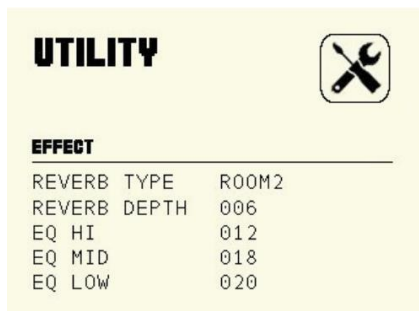 UTILITY
EFFECT
REVERB TYPE ROOM2
REVERB DEPTH 006
EQ HI 012
EQ MID 018
EQ LOW 020